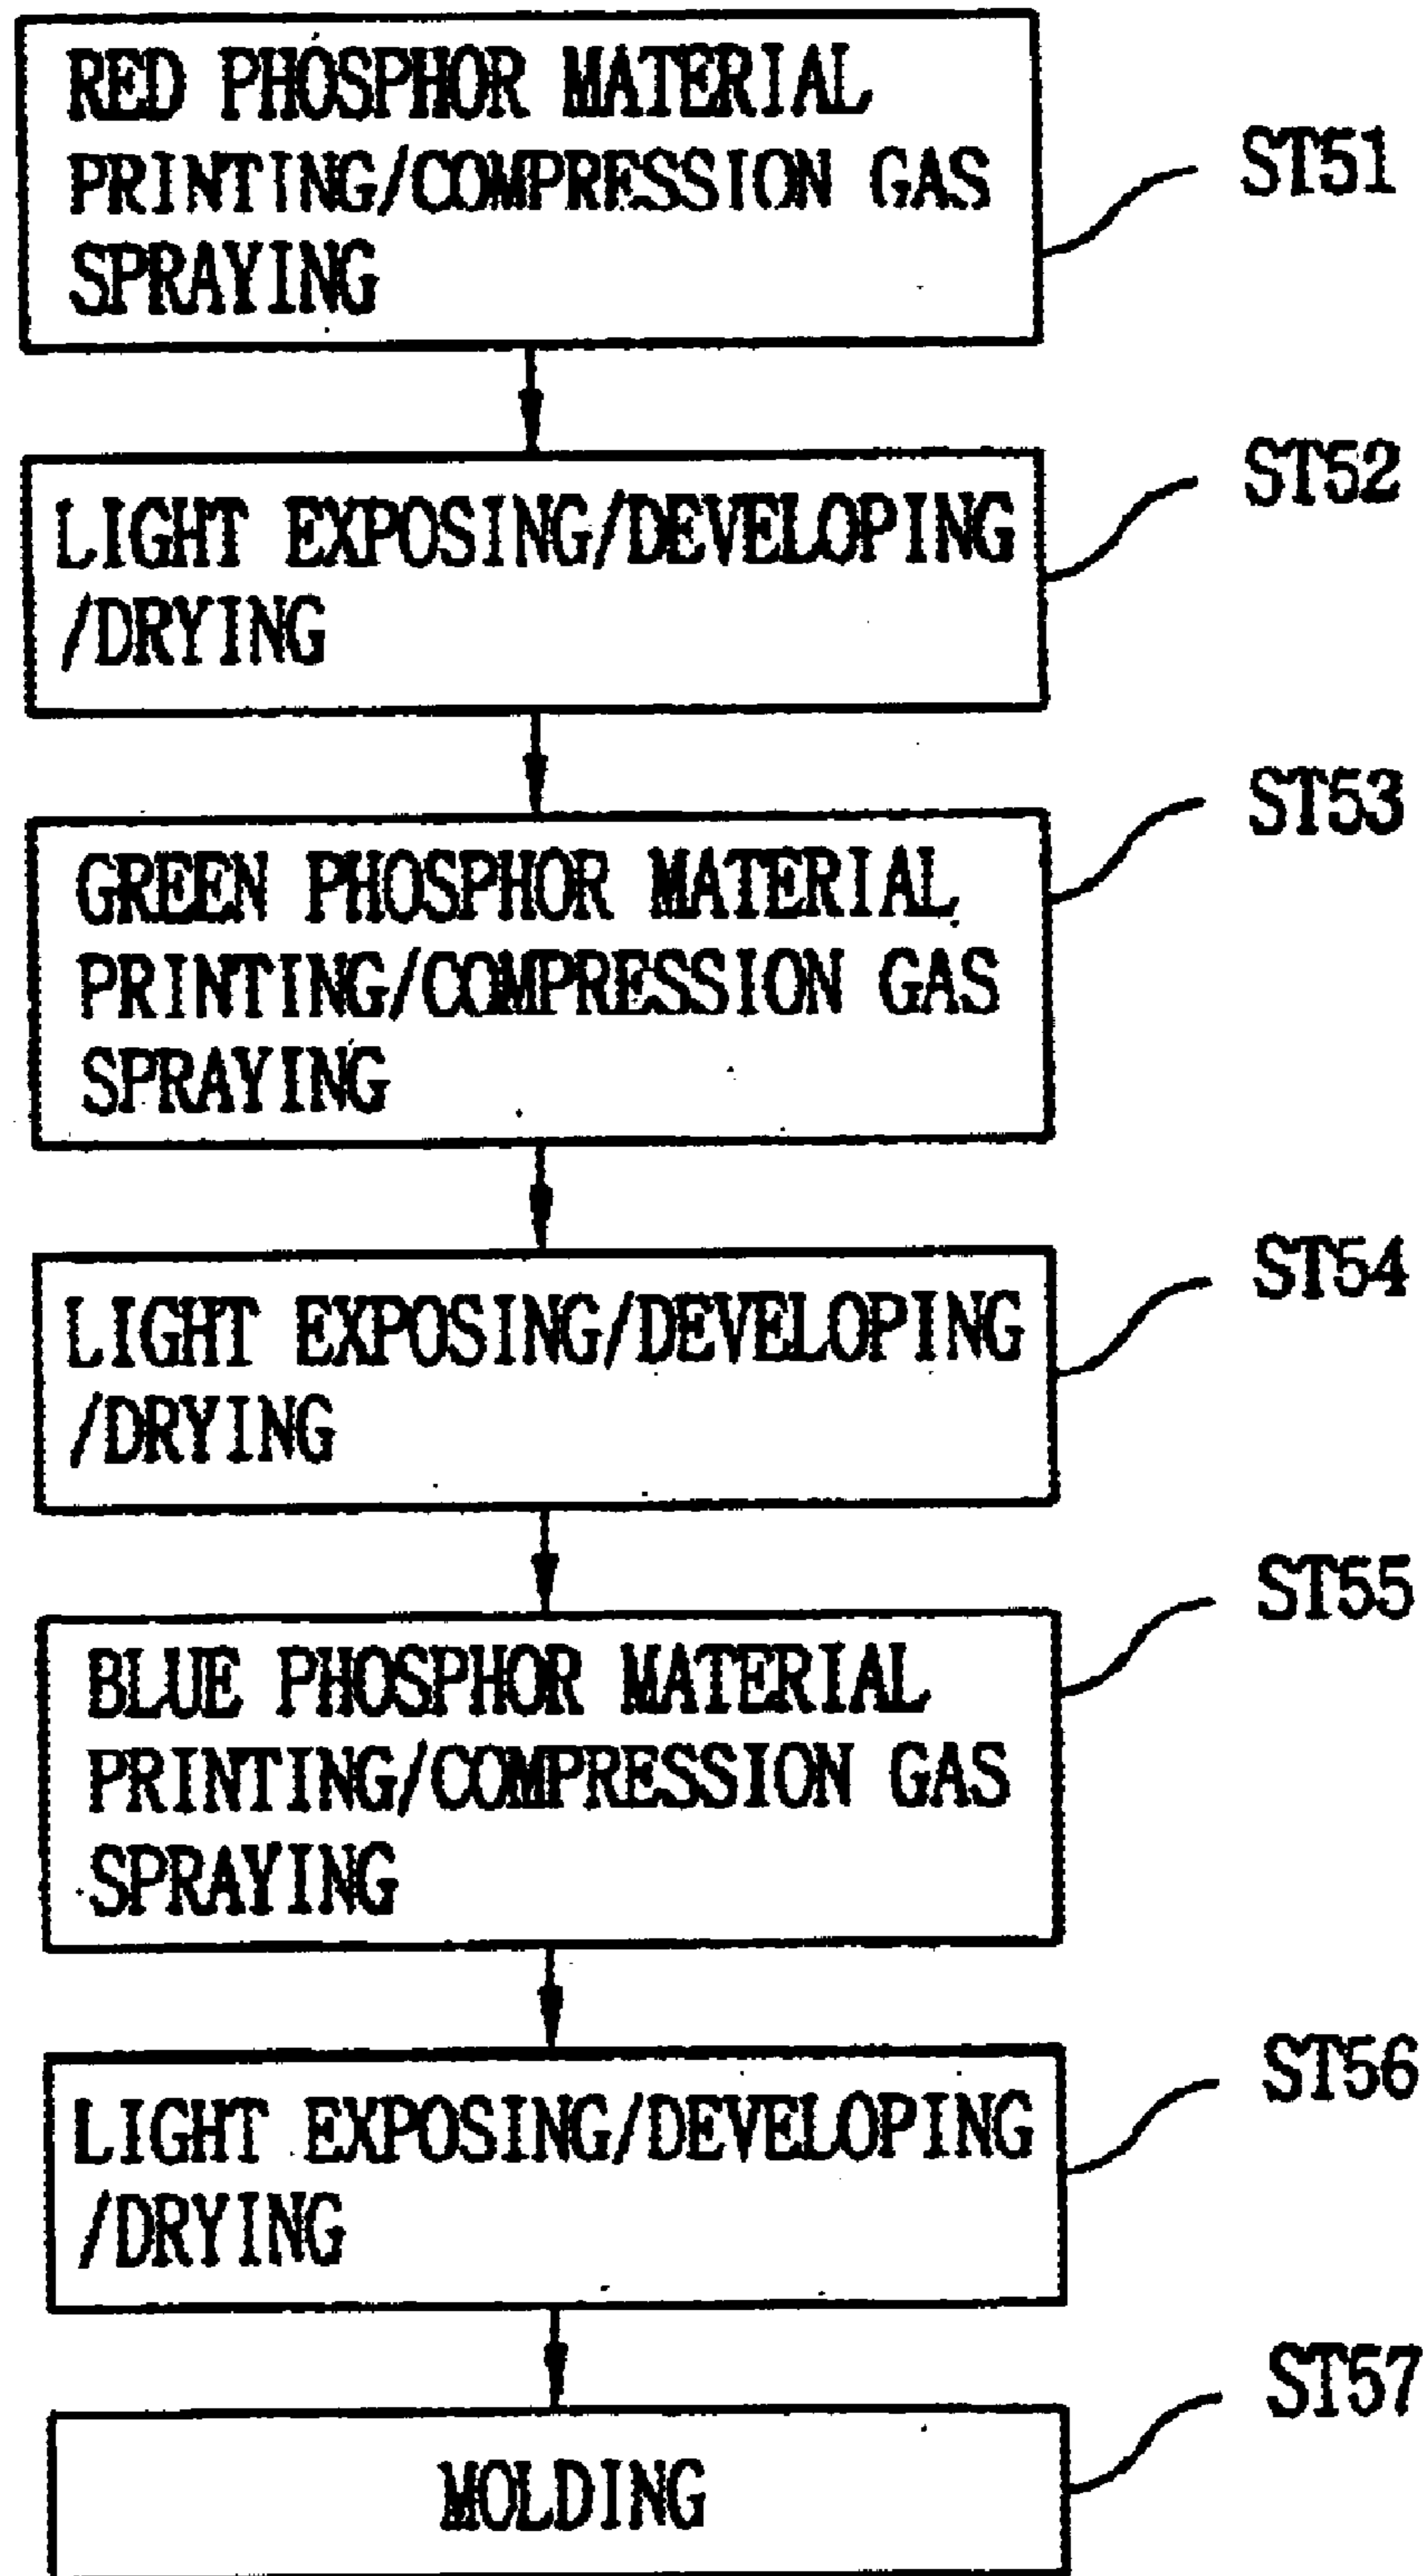 RED PHOSPHOR MATERIAL
PRINTING/COMPRESSION GAS
SPRAYING
ST51
LIGHT EXPOSING/DEVELOPING
/DRYING
ST52
GREEN PHOSPHOR MATERIAL
PRINTING/COMPRESSION GAS
SPRAYING
ST53
LIGHT EXPOSING/DEVELOPING
/DRYING
ST54
BLUE PHOSPHOR MATERIAL
PRINTING/COMPRESSION GAS
SPRAYING
ST55
LIGHT EXPOSING/DEVELOPING
/DRYING
ST56
MOLDING
ST57